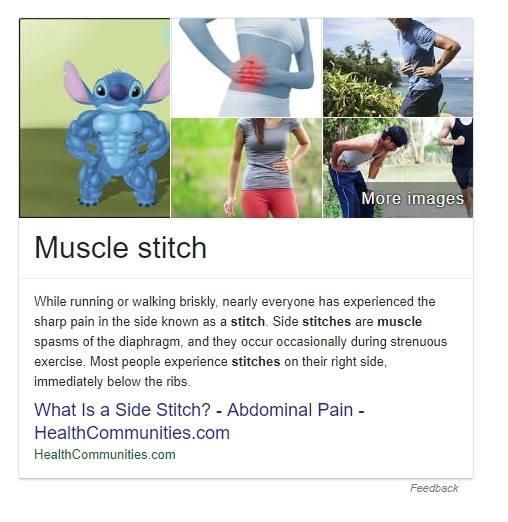 More images
Muscle stitch
While running or walking briskly, nearly everyone has experienced the
sharp pain in the side known as a stitch. Side stitches are muscle
spasms of the diaphragm, and they occur occasionally during strenuous
exercise. Most people experience stitches on their right side,
immediately below the ribs.
What Is a Side Stitch? - Abdominal Pain -
HealthCommunities.com
HealthCommunities.com
Feedback